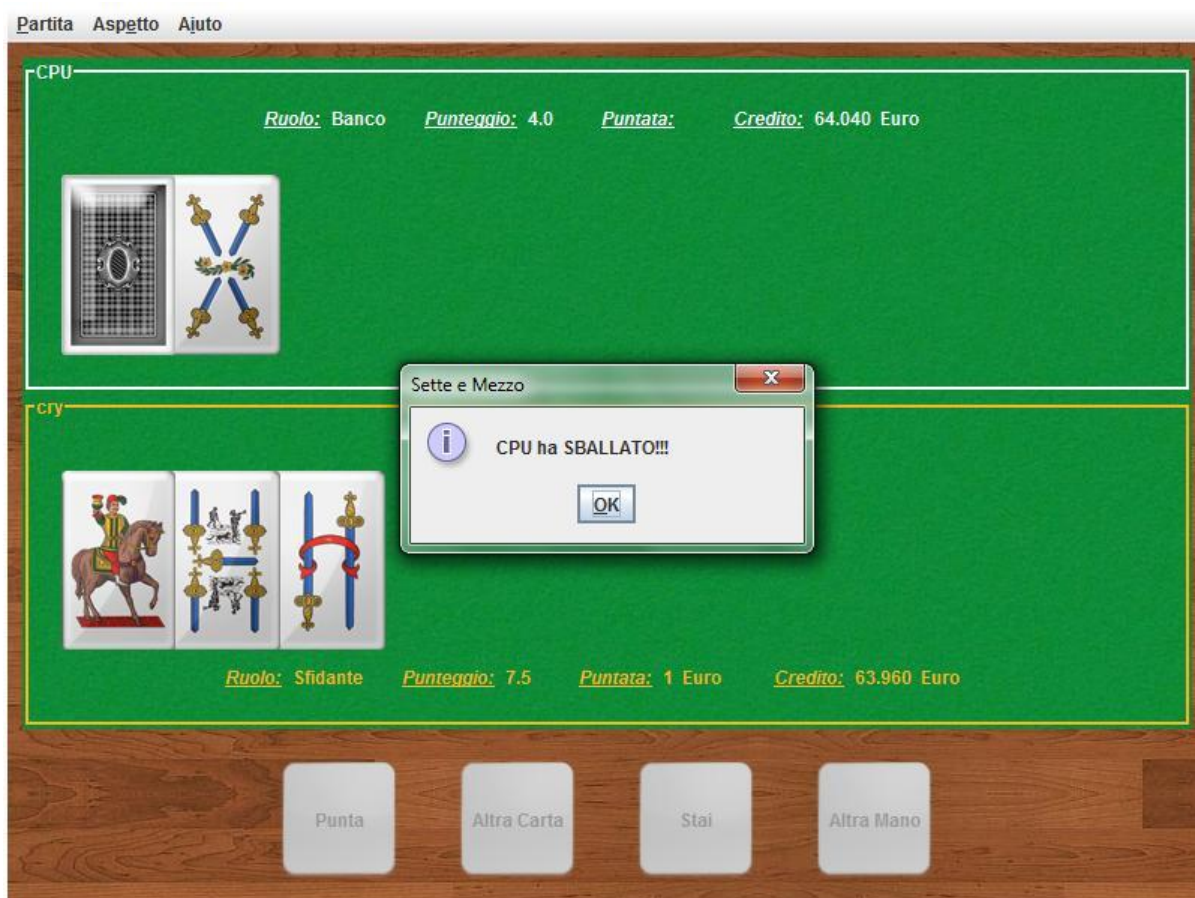 Partita Aspetto Aiuto
CPU
Ruolo: Banco Punteggio: 4.0 Puntata: Credito: 64.040 Euro
Sette e Mezzo
CPU ha SBALLATO!!!
OK
cry
Ruolo: Sfidante Punteggio: 7.5 Puntata: 1 Euro Credito: 63.960 Euro
Punta Altra Carta Stai Altra Mano